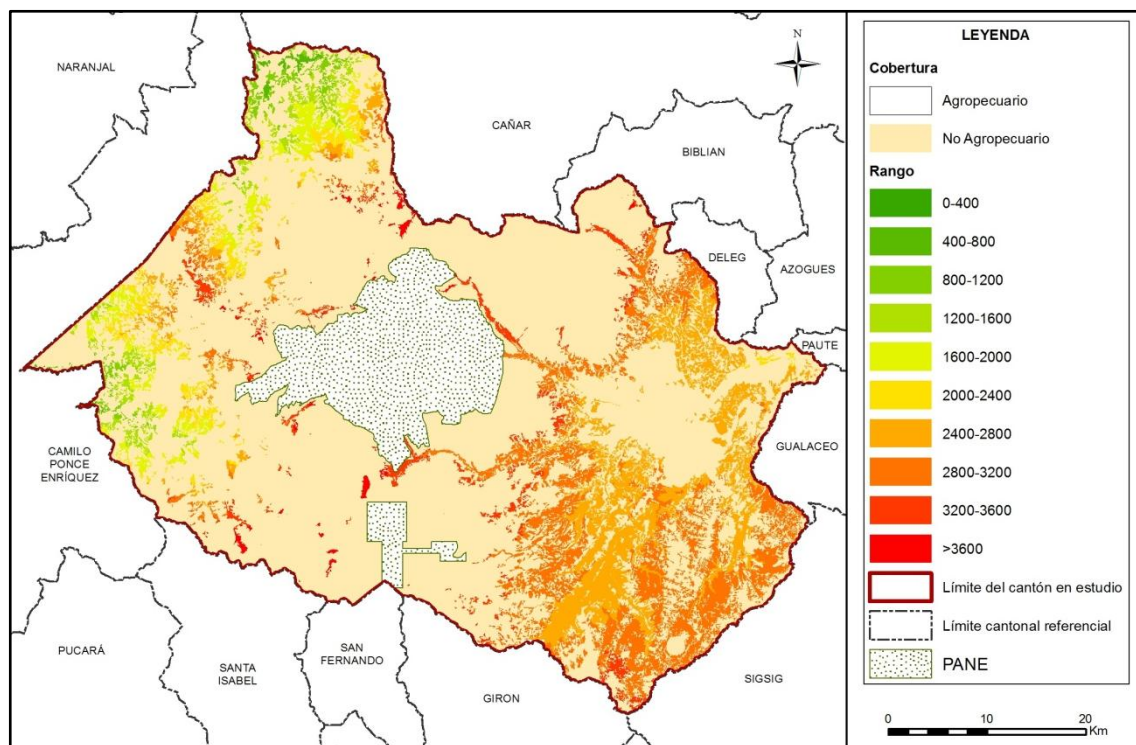 N
NARANJAL
CAÑAR
BIBLIAN
DELEG
AZOGUES
PAUTE
GUALACEO
CAMILO
PONCE
ENRÍQUEZ
PUCARÁ
SANTA
ISABEL
SAN
FERNANDO
GIRON
SIGSIG
LEYENDA
Cobertura
Agropecuario
No Agropecuario
Rango
0-400
400-800
800-1200
1200-1600
1600-2000
2000-2400
2400-2800
2800-3200
3200-3600
>3600
Límite del cantón en estudio
Límite cantonal referencial
PANE
0 10 20
Km